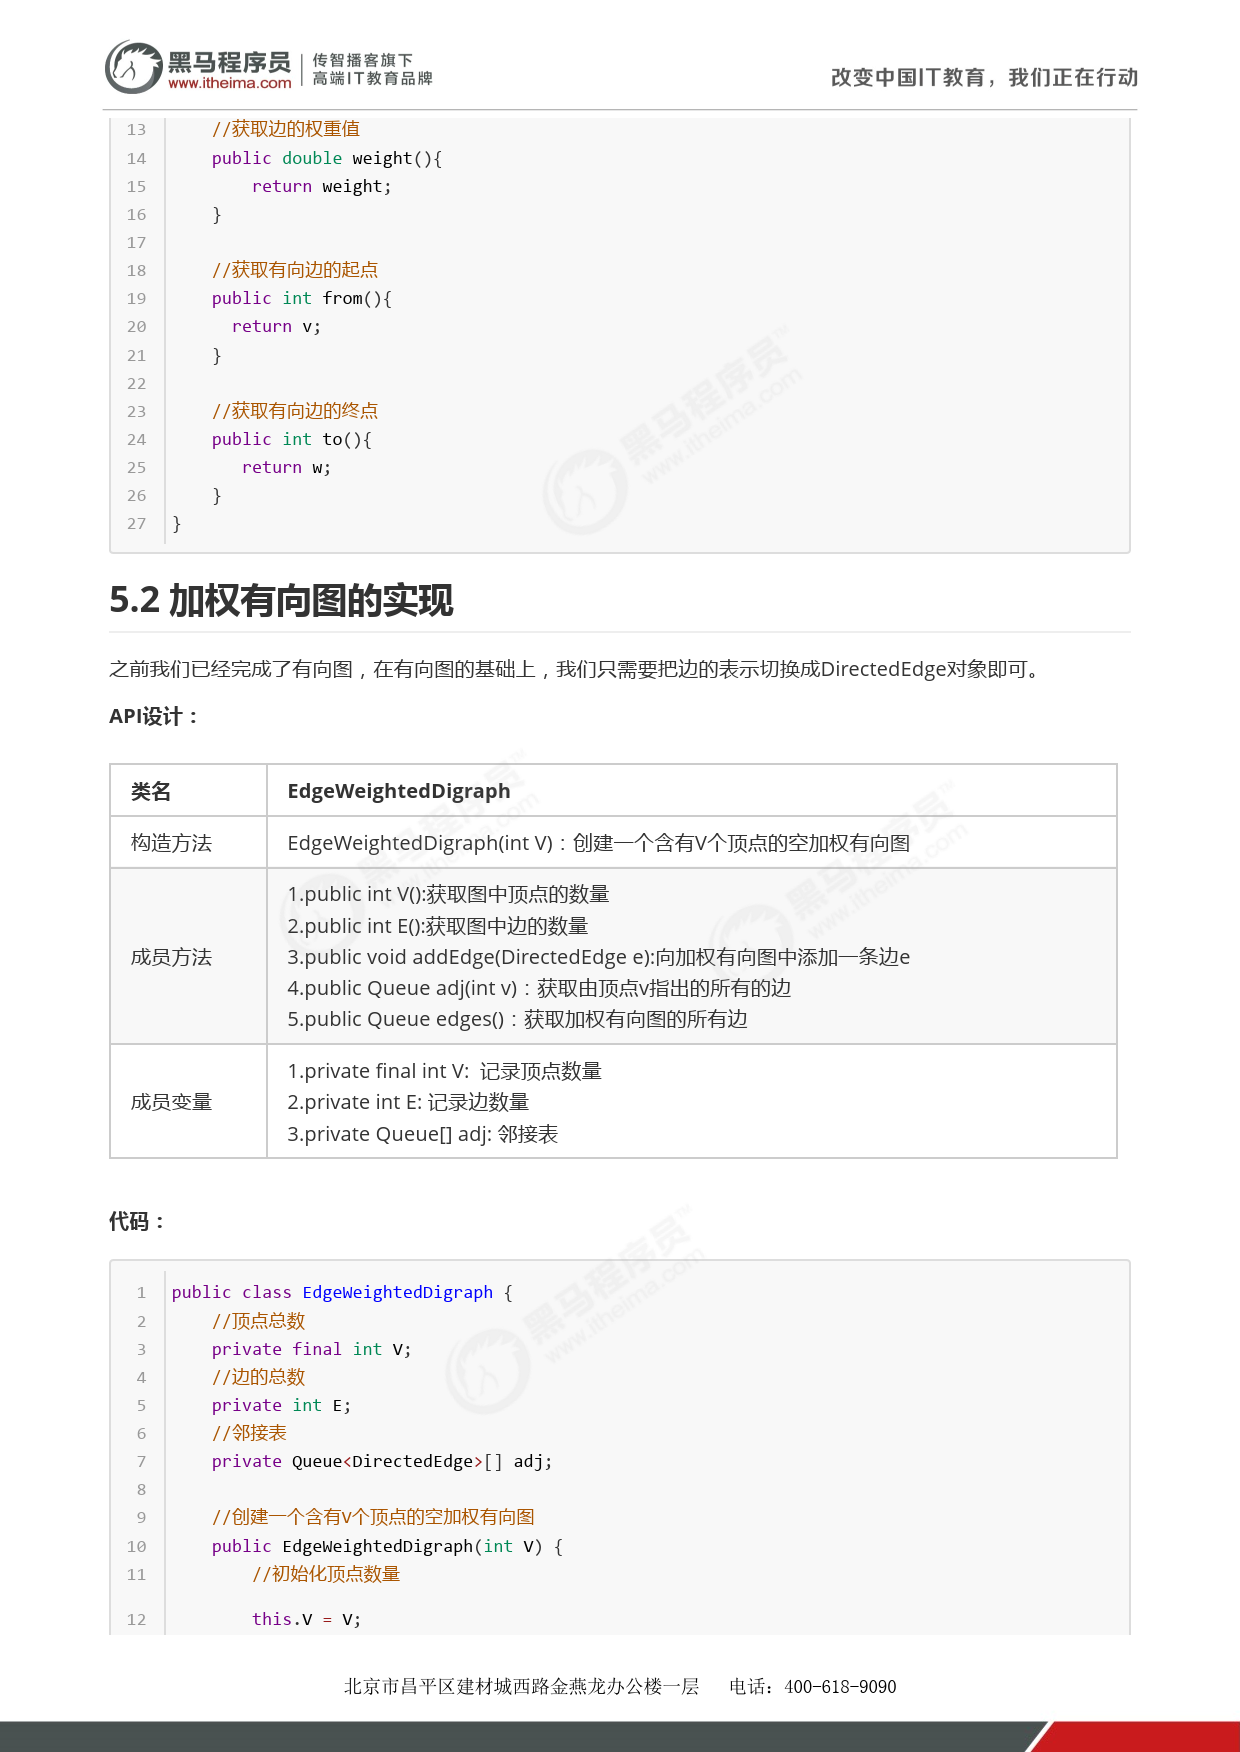 黑马程序员
www.itheima.com
传智播客旗下
高端IT教育品牌
改变中国IT教育，我们正在行动
13 //获取边的权重值
14 public double weight(){
15 return weight;
16 }
17
18 //获取有向边的起点
19 public int from(){
20 return v;
21 }
22
23 //获取有向边的终点
24 public int to(){
25 return w;
26 }
27 }
5.2 加权有向图的实现
之前我们已经完成了有向图，在有向图的基础上，我们只需要把边的表示切换成DirectedEdge对象即可。
API设计：
类名 EdgeWeightedDigraph
构造方法 EdgeWeightedDigraph(int V)：创建一个含有V个顶点的空加权有向图
成员方法
1.public int V():获取图中顶点的数量
2.public int E():获取图中边的数量
3.public void addEdge(DirectedEdge e):向加权有向图中添加一条边e
4.public Queue adj(int v)：获取由顶点v指出的所有的边
5.public Queue edges()：获取加权有向图的所有边
成员变量
1.private final int V: 记录顶点数量
2.private int E: 记录边数量
3.private Queue[] adj: 邻接表
代码：
1 public class EdgeWeightedDigraph {
2 //顶点总数
3 private final int V;
4 //边的总数
5 private int E;
6 //邻接表
7 private Queue<DirectedEdge>[] adj;
8
9 //创建一个含有V个顶点的空加权有向图
10 public EdgeWeightedDigraph(int V) {
11 //初始化顶点数量
12 this.V = V;
北京市昌平区建材城西路金燕龙办公楼一层 电话：400-618-9090